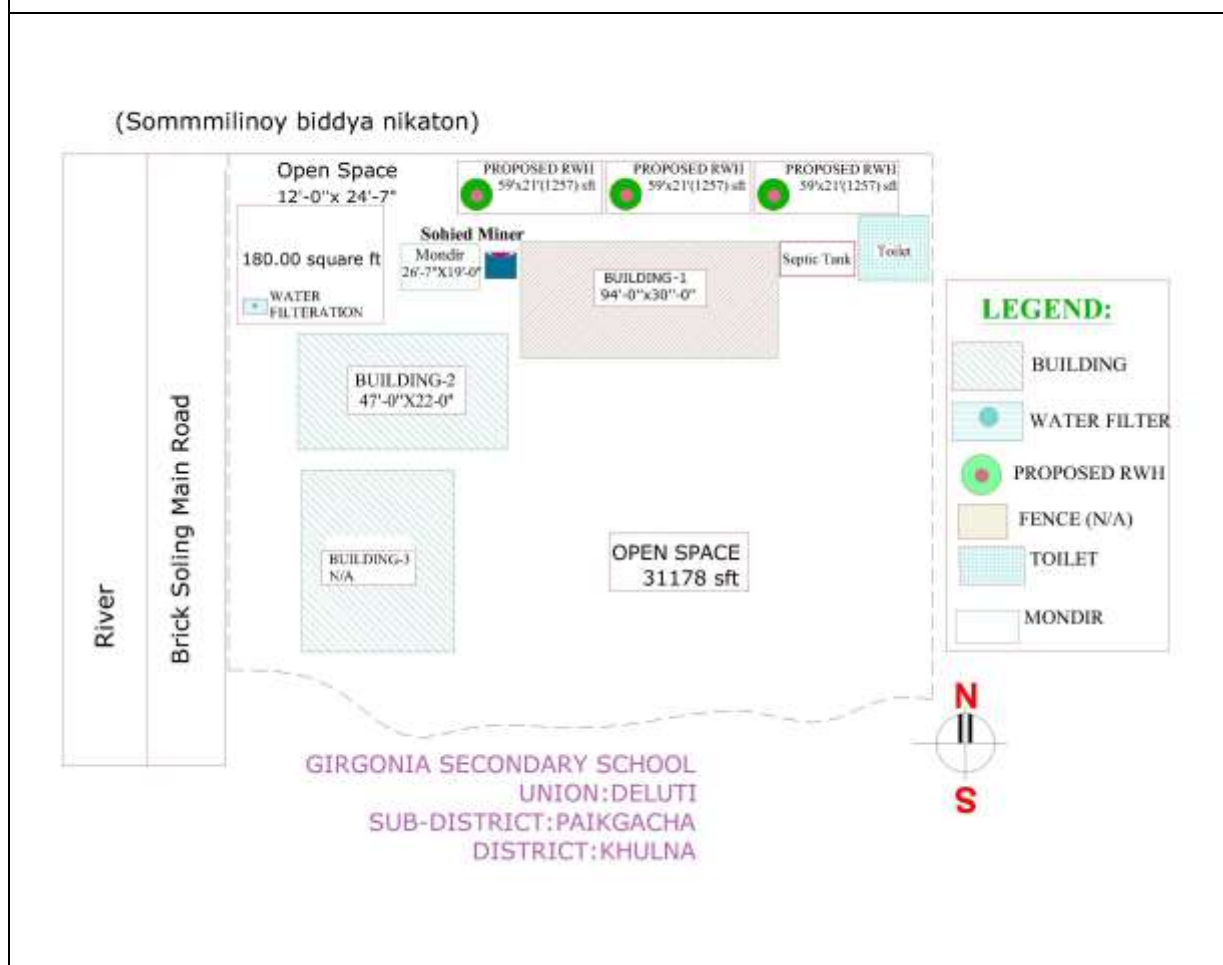 (Sommmilinoy biddya nikaton)
Open Space
12'-0"x 24'-7"
PROPOSED RWH
59'x21'(1257) sft
PROPOSED RWH
59'x21'(1257) sft
PROPOSED RWH
59'x21'(1257) sft
180.00 square ft
WATER
FILTERATION
Sohied Miner
Mondir
26'-7"X19'-0"
BUILDING-1
94'-0"x30"-0"
Septic Tank
Toilet
BUILDING-2
47'-0"X22-0"
BUILDING-3
N/A
OPEN SPACE
31178 sft
River
Brick Soling Main Road
LEGEND:
BUILDING
WATER FILTER
PROPOSED RWH
FENCE (N/A)
TOILET
MONDIR
N
S
GIRGONIA SECONDARY SCHOOL
UNION:DELUTI
SUB-DISTRICT:PAIKGACHA
DISTRICT:KHULNA